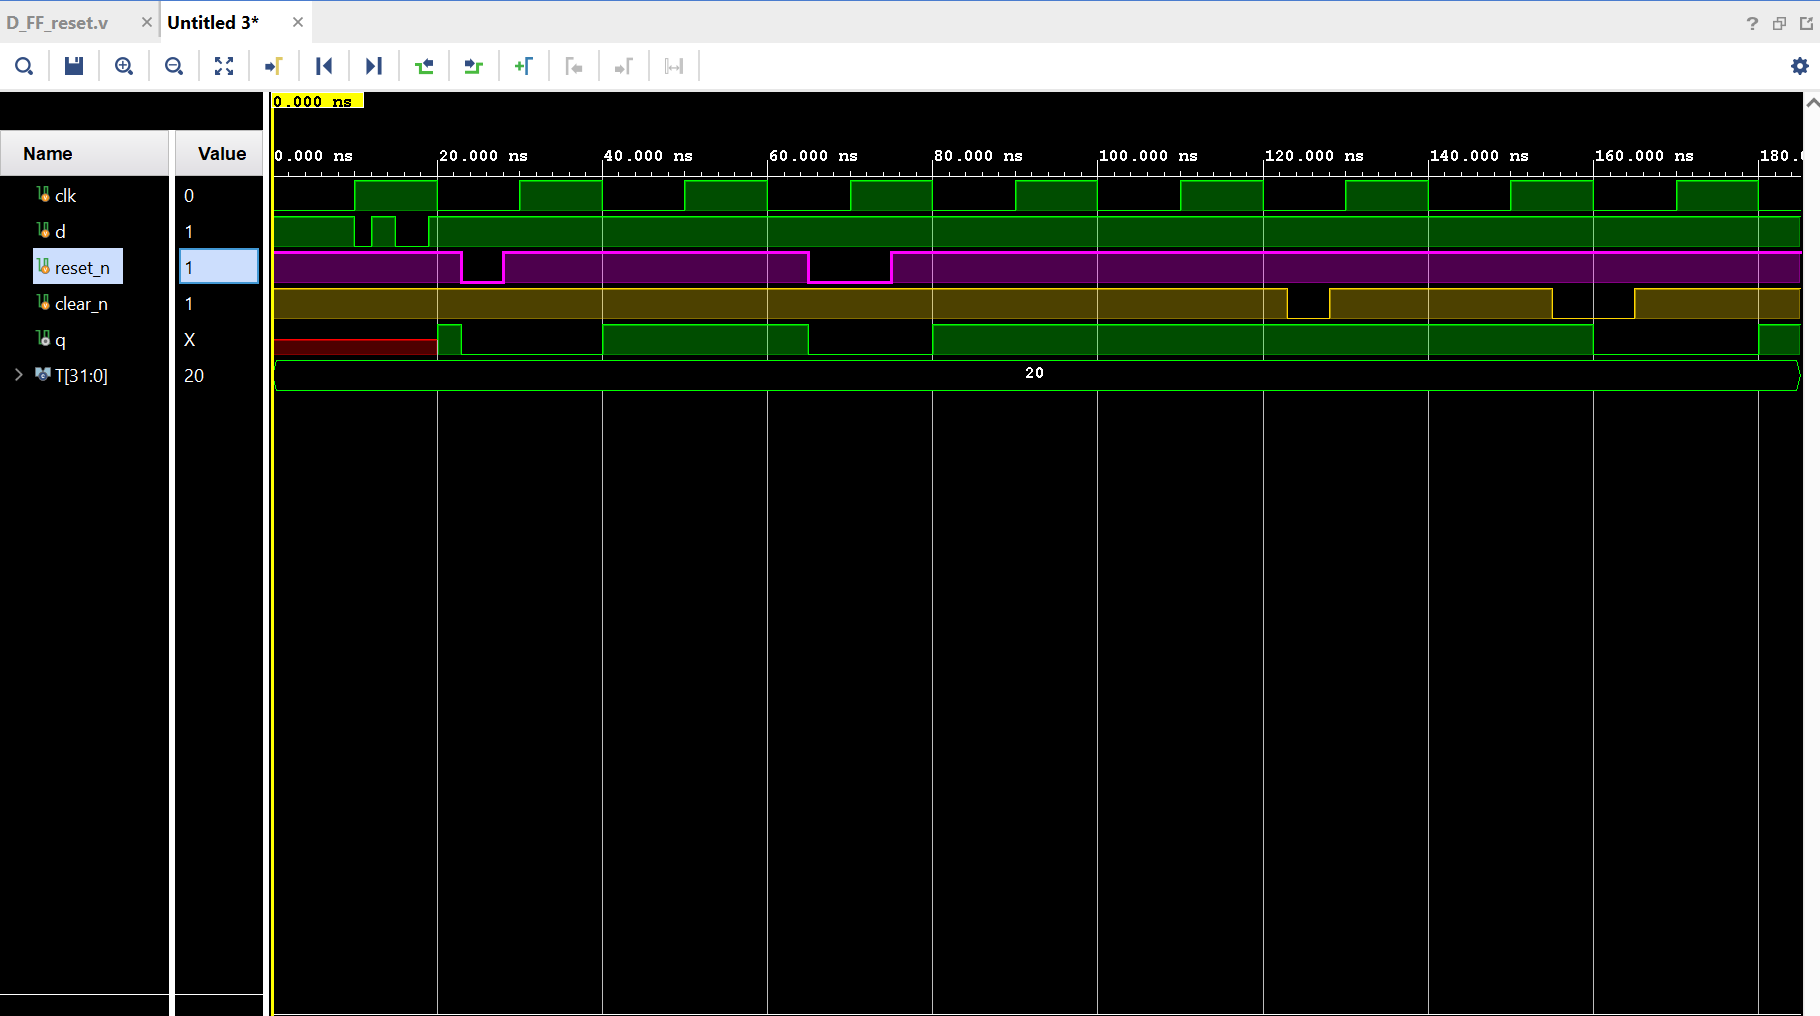 D_FF_reset.v
Untitled 3*
0.000 ns
Name Value
0.000 ns 20.000 ns 40.000 ns 60.000 ns 80.000 ns 100.000 ns 120.000 ns 140.000 ns 160.000 ns 180.
clk 0
d 1
reset_n 1
clear_n 1
q X
T[31:0] 20 20